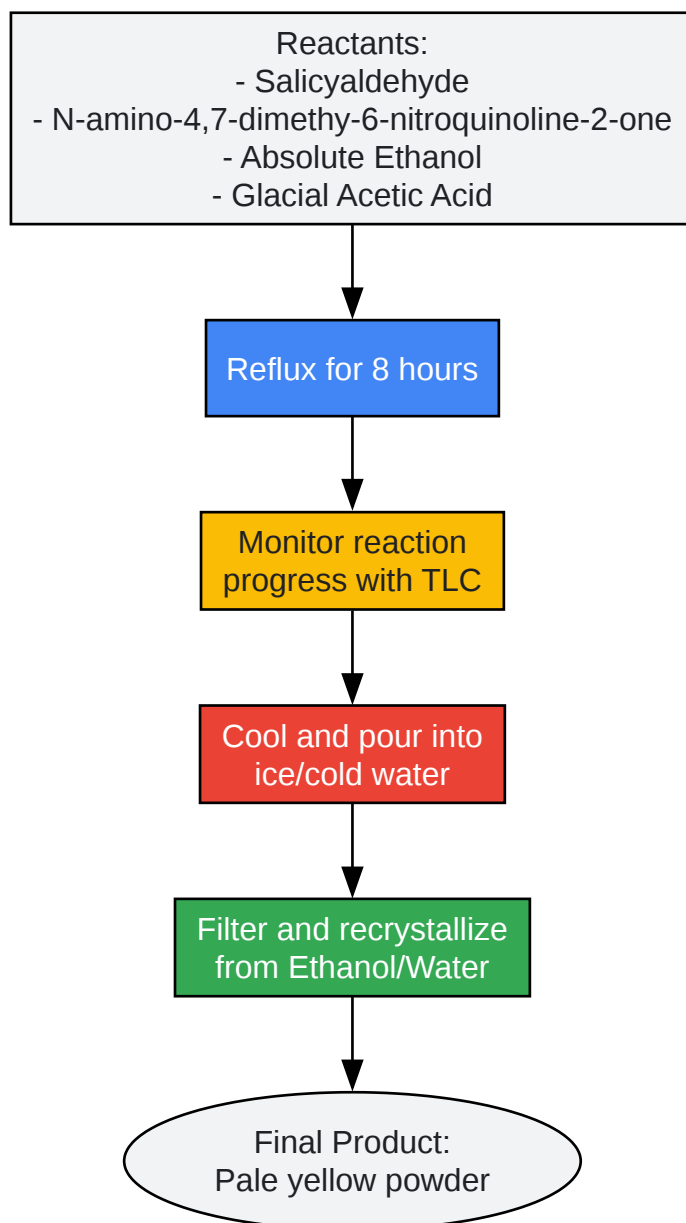 Reactants:
- Salicyaldehyde
- N-amino-4,7-dimethy-6-nitroquinoline-2-one
- Absolute Ethanol
- Glacial Acetic Acid
Reflux for 8 hours
Monitor reaction
progress with TLC
Cool and pour into
ice/cold water
Filter and recrystallize
from Ethanol/Water
Final Product:
Pale yellow powder